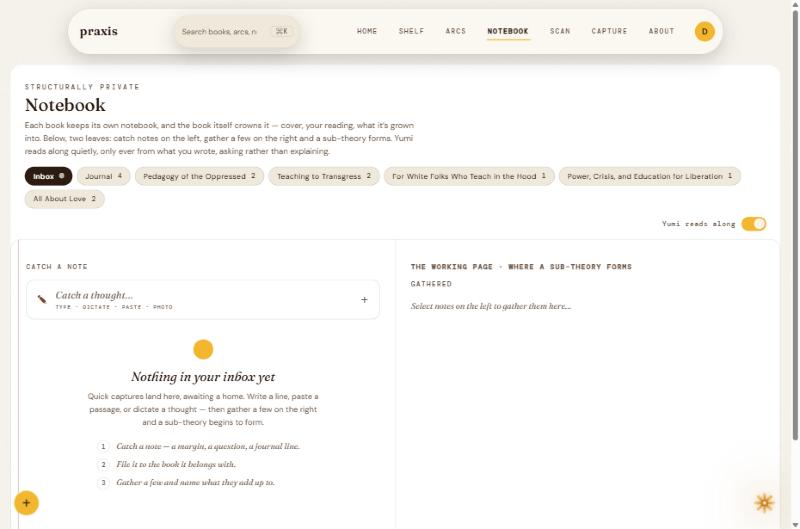 praxis
Search books, arcs, n
⌘K
HOME
SHELF
ARCS
NOTEBOOK
SCAN
CAPTURE
ABOUT
D
STRUCTURALLY PRIVATE
Notebook
Each book keeps its own notebook, and the book itself crowns it — cover, your reading, what it's grown
into. Below, two leaves: catch notes on the left, gather a few on the right and a sub-theory forms. Yumi
reads along quietly, only ever from what you wrote, asking rather than explaining.
Inbox
Journal 4
Pedagogy of the Oppressed 2
Teaching to Transgress 2
For White Folks Who Teach in the Hood 1
Power, Crisis, and Education for Liberation 1
All About Love 2
Yumi reads along
CATCH A NOTE
Catch a thought...
TYPE · DICTATE · PASTE · PHOTO
+
Nothing in your inbox yet
Quick captures land here, awaiting a home. Write a line, paste a
passage, or dictate a thought — then gather a few on the right
and a sub-theory begins to form.
1 Catch a note — a margin, a question, a journal line.
2 File it to the book it belongs with.
3 Gather a few and name what they add up to.
+
THE WORKING PAGE · WHERE A SUB-THEORY FORMS
GATHERED
Select notes on the left to gather them here...